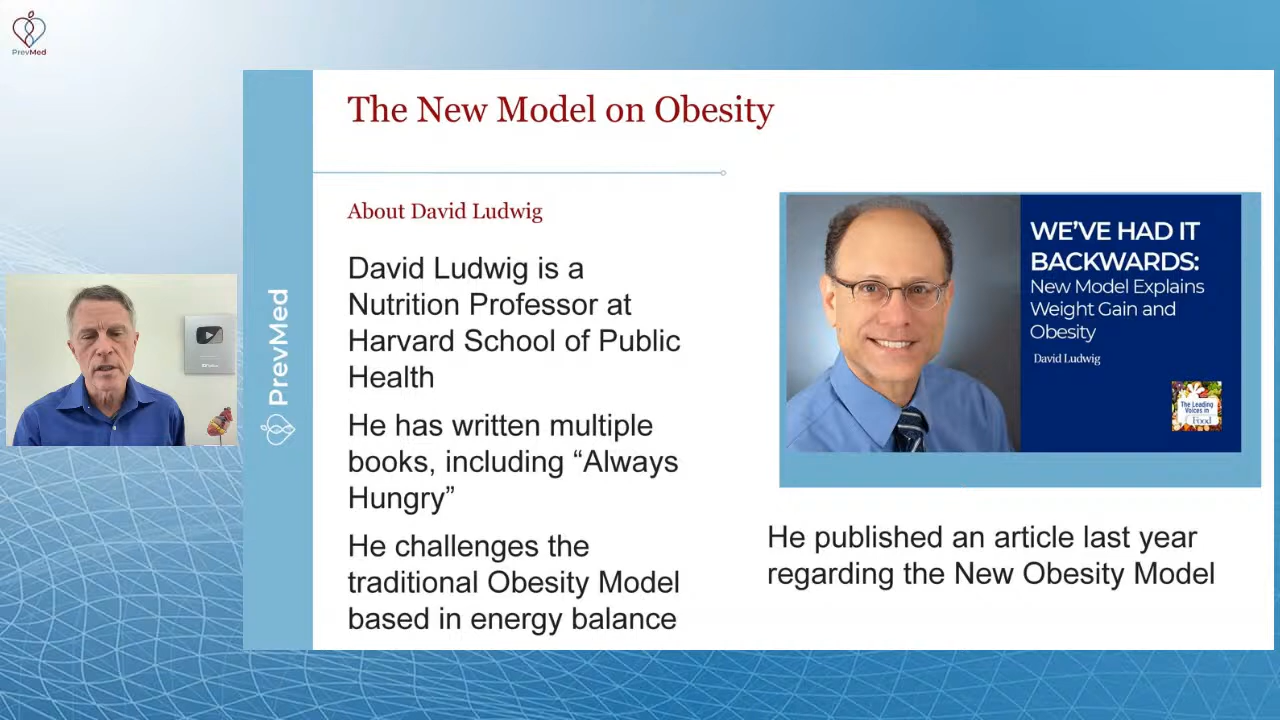 PrevMed
The New Model on Obesity
About David Ludwig
David Ludwig is a
Nutrition Professor at
Harvard School of Public
Health
He has written multiple
books, including “Always
Hungry”
He challenges the
traditional Obesity Model
based in energy balance
PrevMed
WE’VE HAD IT
BACKWARDS:
New Model Explains
Weight Gain and
Obesity
David Ludwig
The Leading
Voices in
Food
He published an article last year
regarding the New Obesity Model